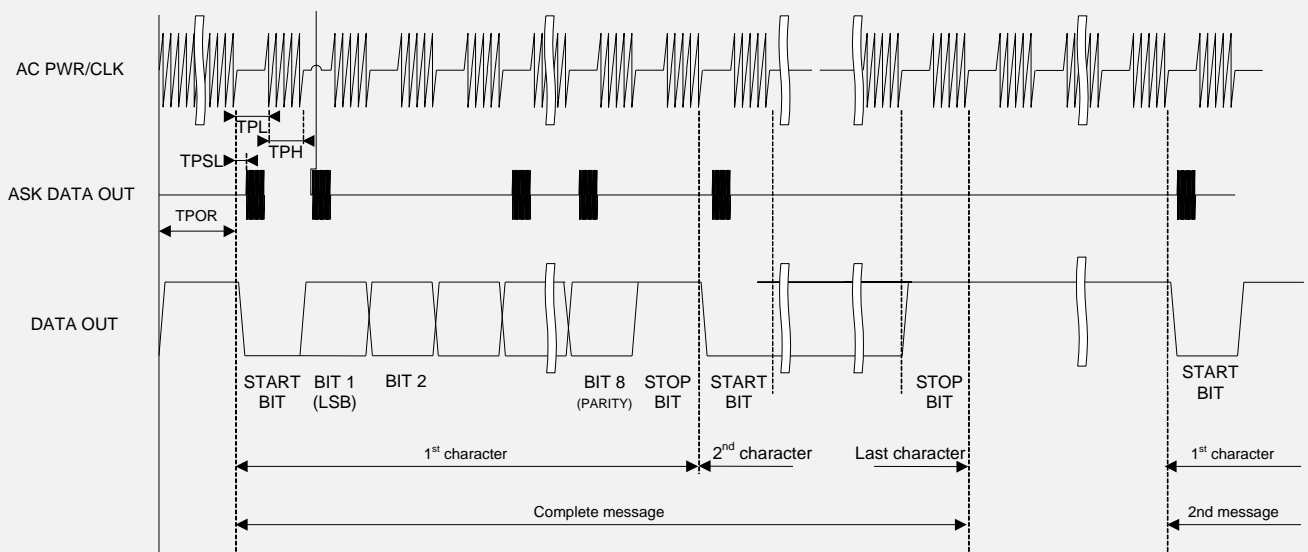 AC PWR/CLK
TPL
TPH
TPSL
ASK DATA OUT
TPOR
DATA OUT
START
BIT
BIT 1
(LSB)
BIT 2
BIT 8
(PARITY)
STOP
BIT
START
BIT
STOP
BIT
START
BIT
1st character
2nd character
Last character
1st character
Complete message
2nd message